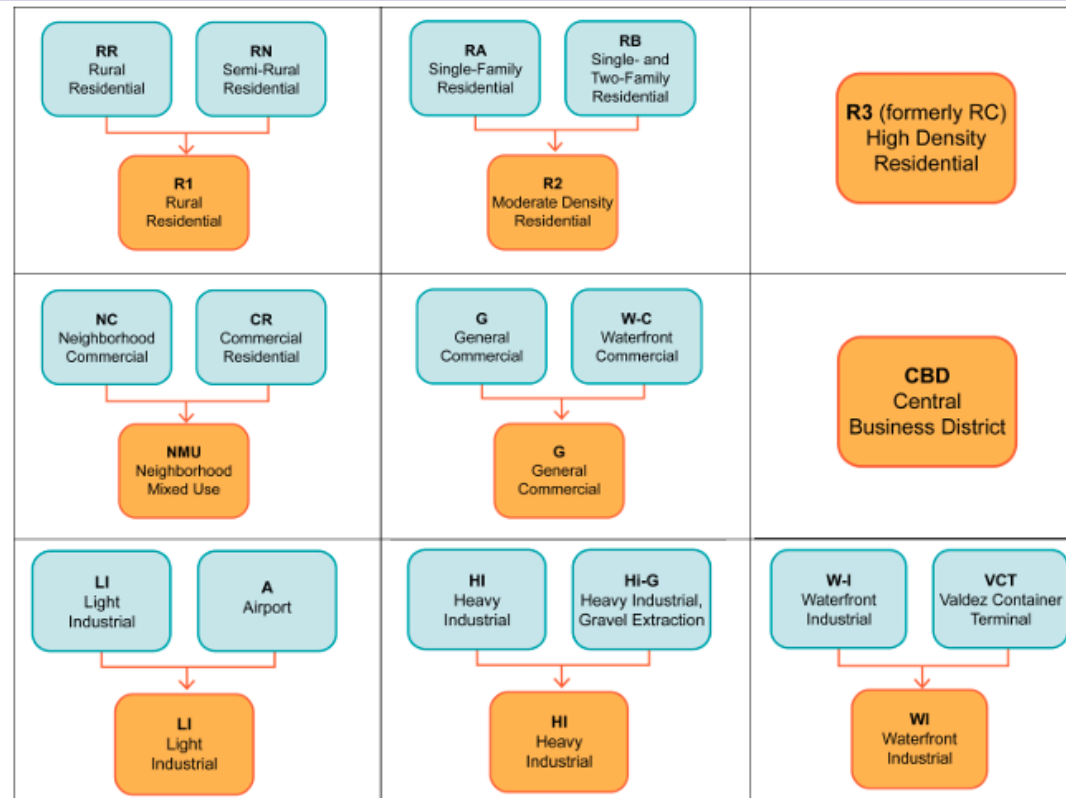 RR
Rural
Residential
RN
Semi-Rural
Residential
R1
Rural
Residential
RA
Single-Family
Residential
RB
Single- and
Two-Family
Residential
R2
Moderate Density
Residential
R3 (formerly RC)
High Density
Residential
NC
Neighborhood
Commercial
CR
Commercial
Residential
NMU
Neighborhood
Mixed Use
G
General
Commercial
W-C
Waterfront
Commercial
G
General
Commercial
CBD
Central
Business District
LI
Light
Industrial
A
Airport
LI
Light
Industrial
HI
Heavy
Industrial
Hi-G
Heavy Industrial,
Gravel Extraction
HI
Heavy
Industrial
W-I
Waterfront
Industrial
VCT
Valdez Container
Terminal
WI
Waterfront
Industrial